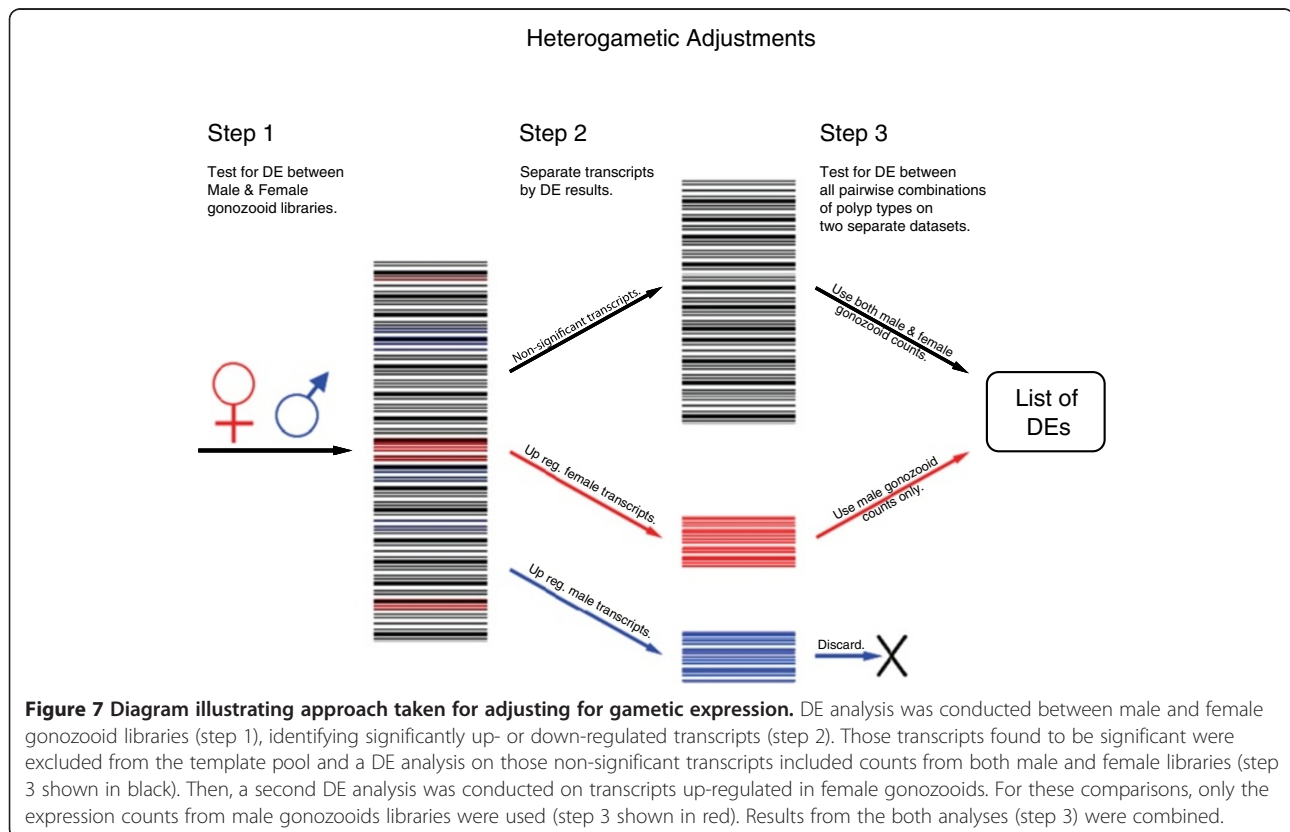 Heterogametic Adjustments
Step 1
Test for DE between
Male & Female
gonozooid libraries.
Step 2
Separate transcripts
by DE results.
Step 3
Test for DE between
all pairwise combinations
of polyp types on
two separate datasets.
Non-significant transcripts.
Use both male & female
gonozooid counts.
List of
DEs
Up reg. female transcripts.
Use male gonozooid
counts only.
Up reg. male transcripts.
Discard.
Figure 7 Diagram illustrating approach taken for adjusting for gametic expression. DE analysis was conducted between male and female
gonozooid libraries (step 1), identifying significantly up- or down-regulated transcripts (step 2). Those transcripts found to be significant were
excluded from the template pool and a DE analysis on those non-significant transcripts included counts from both male and female libraries (step
3 shown in black). Then, a second DE analysis was conducted on transcripts up-regulated in female gonozooids. For these comparisons, only the
expression counts from male gonozooids libraries were used (step 3 shown in red). Results from the both analyses (step 3) were combined.